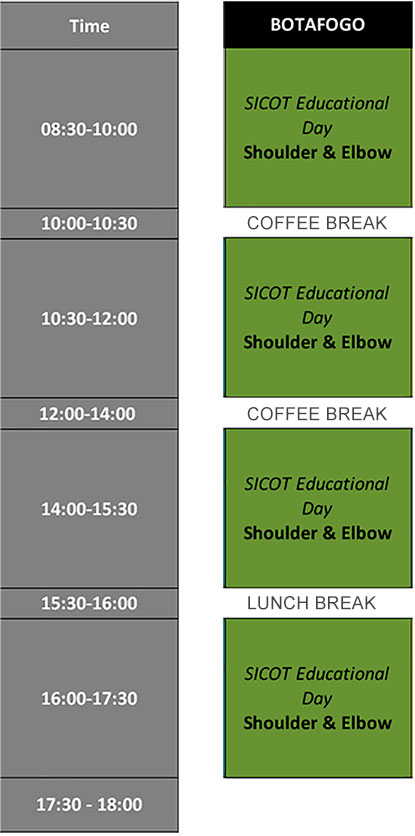 Time BOTAFOGO
08:30-10:00
SICOT Educational
Day
Shoulder & Elbow
10:00-10:30 COFFEE BREAK
10:30-12:00
SICOT Educational
Day
Shoulder & Elbow
12:00-14:00 COFFEE BREAK
14:00-15:30
SICOT Educational
Day
Shoulder & Elbow
15:30-16:00 LUNCH BREAK
16:00-17:30
SICOT Educational
Day
Shoulder & Elbow
17:30 - 18:00